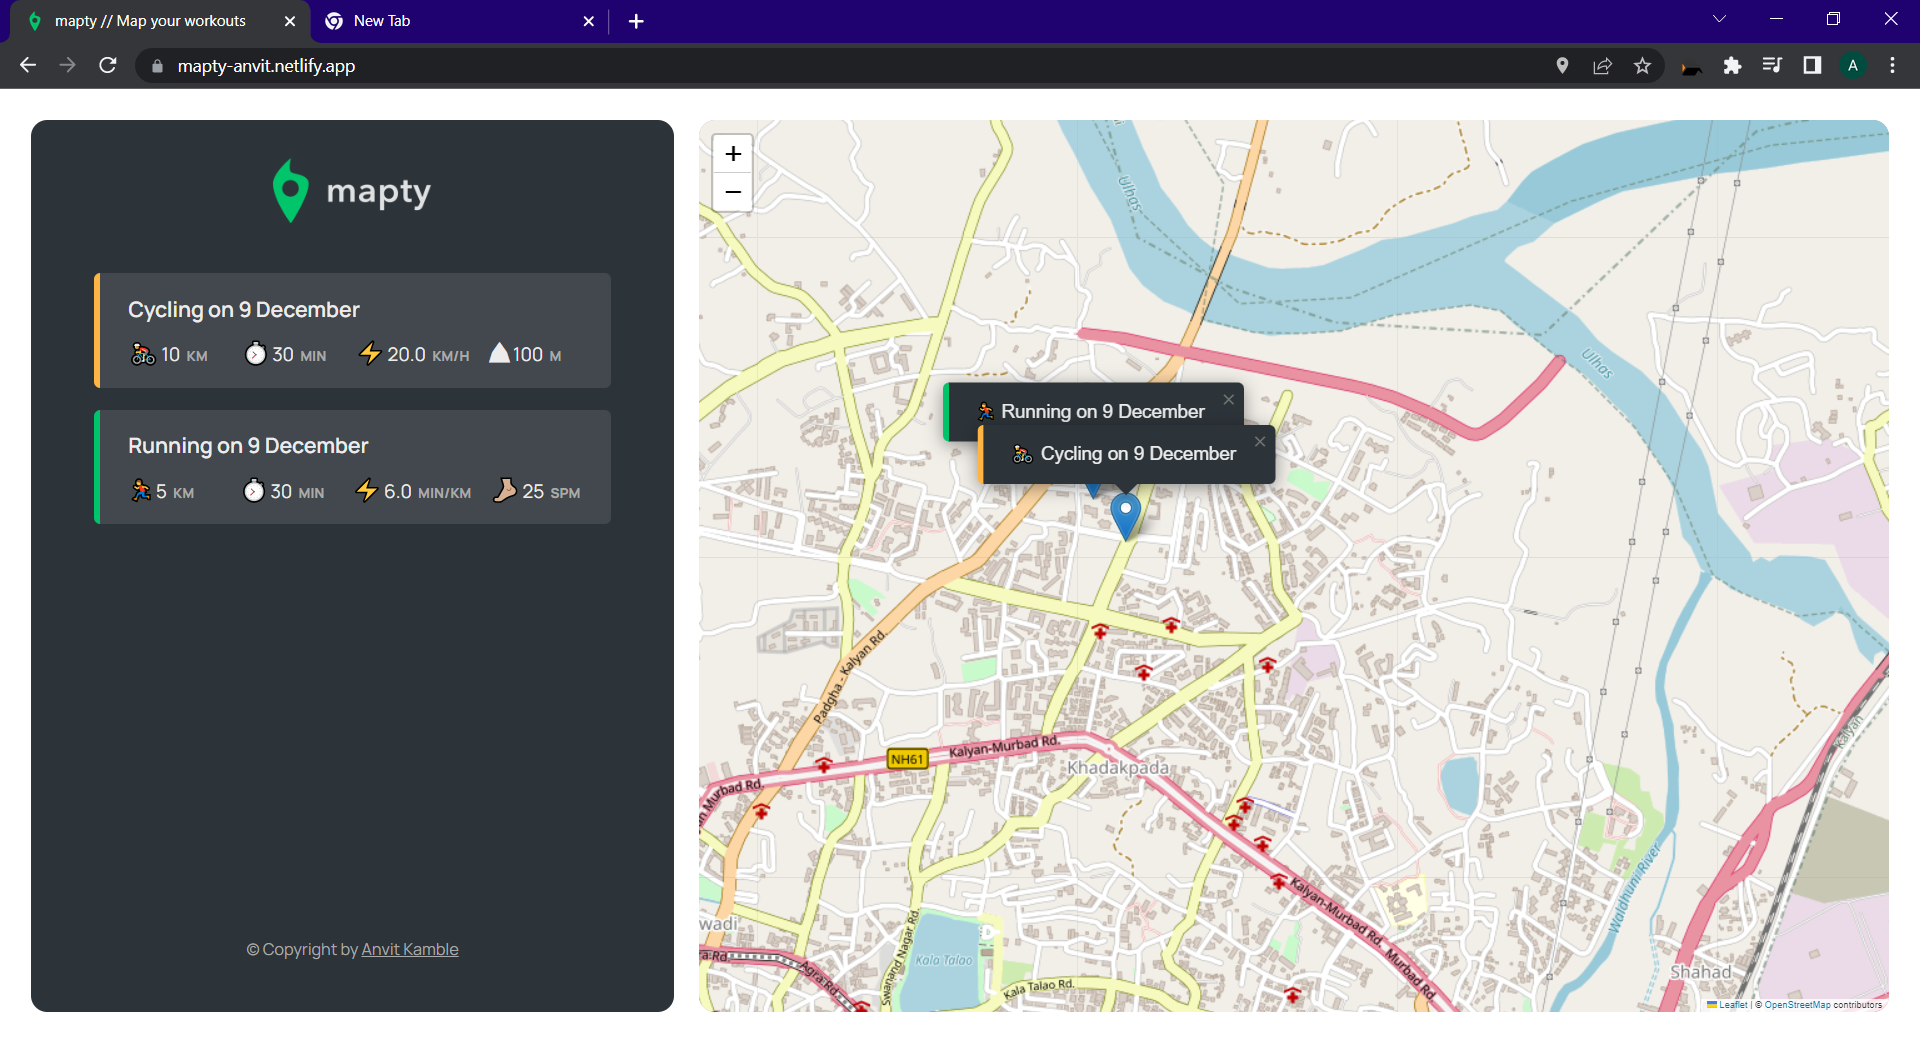 mapty // Map your workouts
New Tab
mapty-anvit.netlify.app
A
mapty
Cycling on 9 December
10 KM 30 MIN 20.0 KM/H 100 M
Running on 9 December
5 KM 30 MIN 6.0 MIN/KM 25 SPM
© Copyright by Anvit Kamble
+
−
Ulhas
Ulhas
Running on 9 December
Cycling on 9 December
Padgha - Kalyan Rd.
Kalyan-Murbad Rd.
NH61
Khadakpada
Murbad Rd.
Kalyan
Kalyan-Murbad Rd.
Murbad Rd.
Waldhuni River
wadi
Swanand Nagar Rd.
Kala Talao
Agra Rd
a Rd
Kala Talao Rd.
Shahad
Leaflet | © OpenStreetMap contributors